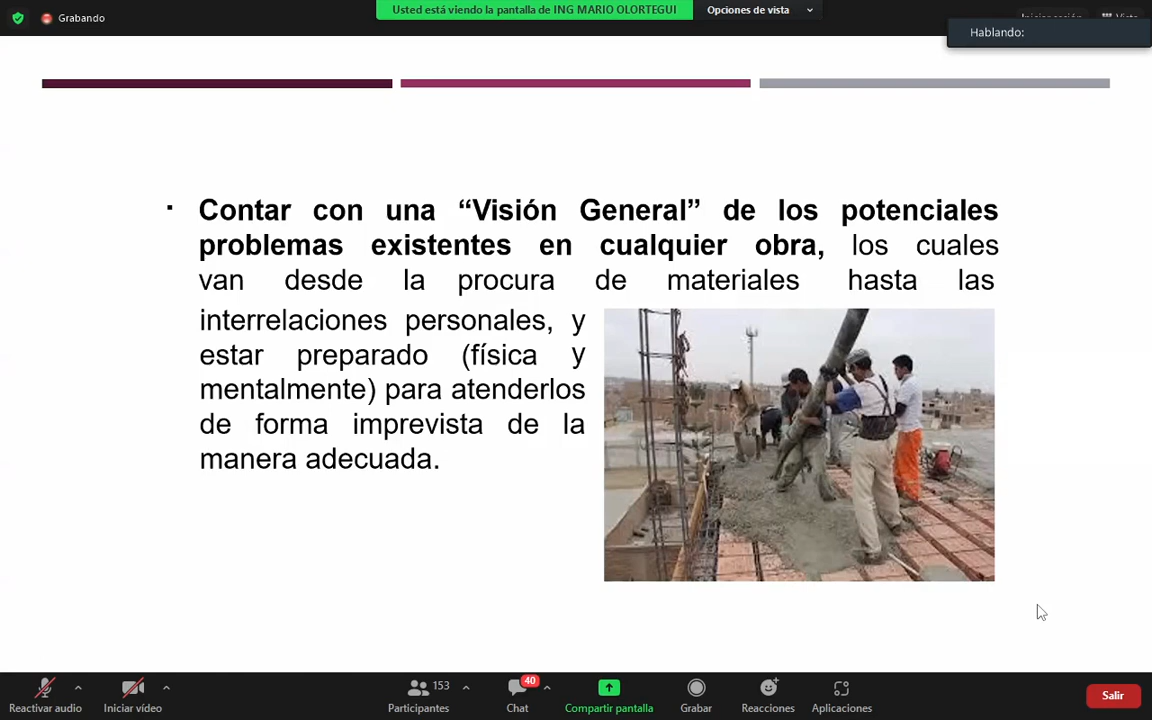 Grabando
Usted está viendo la pantalla de ING MARIO OLORTEGUI
Opciones de vista
Iniciar sesión
Vista
Hablando:
▪ Contar con una “Visión General” de los potenciales
problemas existentes en cualquier obra, los cuales
van desde la procura de materiales hasta las
interrelaciones personales, y
estar preparado (física y
mentalmente) para atenderlos
de forma imprevista de la
manera adecuada.
Reactivar audio
Iniciar vídeo
153
Participantes
40
Chat
Compartir pantalla
Grabar
Reacciones
Aplicaciones
Salir